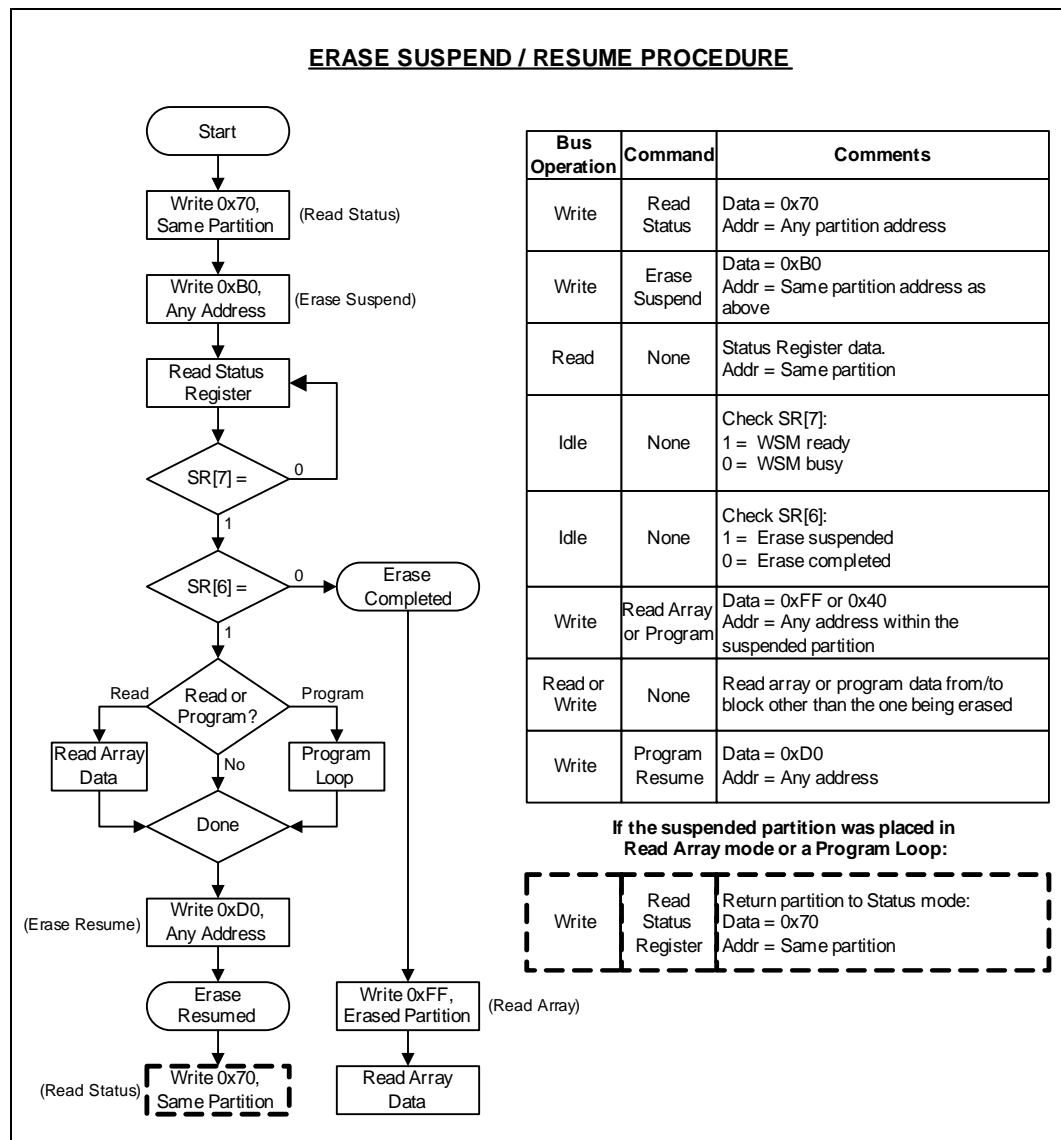 ERASE SUSPEND / RESUME PROCEDURE
Start
Write 0x70,
Same Partition
(Read Status)
Write 0xB0,
Any Address
(Erase Suspend)
Read Status
Register
SR[7] =
0
1
SR[6] =
0
Erase
Completed
1
Read
Read or
Program?
Program
Read Array
Data
No
Program
Loop
Done
(Erase Resume)
Write 0xD0,
Any Address
Erase
Resumed
Write 0xFF,
Erased Partition
(Read Array)
(Read Status)
Write 0x70,
Same Partition
Read Array
Data
Bus
Operation
Command
Comments
Write
Read
Status
Data = 0x70
Addr = Any partition address
Write
Erase
Suspend
Data = 0xB0
Addr = Same partition address as
above
Read
None
Status Register data.
Addr = Same partition
Idle
None
Check SR[7]:
1 = WSM ready
0 = WSM busy
Idle
None
Check SR[6]:
1 = Erase suspended
0 = Erase completed
Write
Read Array
or Program
Data = 0xFF or 0x40
Addr = Any address within the
suspended partition
Read or
Write
None
Read array or program data from/to
block other than the one being erased
Write
Program
Resume
Data = 0xD0
Addr = Any address
If the suspended partition was placed in
Read Array mode or a Program Loop:
Write
Read
Status
Register
Return partition to Status mode:
Data = 0x70
Addr = Same partition